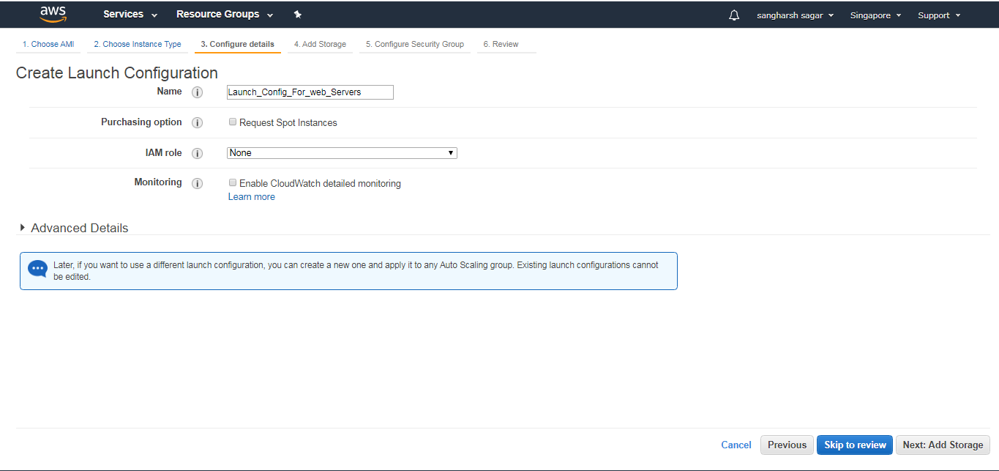 aws Services Resource Groups sangharsh sagar Singapore Support
1. Choose AMI 2. Choose Instance Type 3. Configure details 4. Add Storage 5. Configure Security Group 6. Review
Create Launch Configuration
Name i Launch_Config_For_web_Servers
Purchasing option i Request Spot Instances
IAM role i None
Monitoring i Enable CloudWatch detailed monitoring
Learn more
Advanced Details
Later, if you want to use a different launch configuration, you can create a new one and apply it to any Auto Scaling group. Existing launch configurations cannot
be edited.
Cancel Previous Skip to review Next: Add Storage